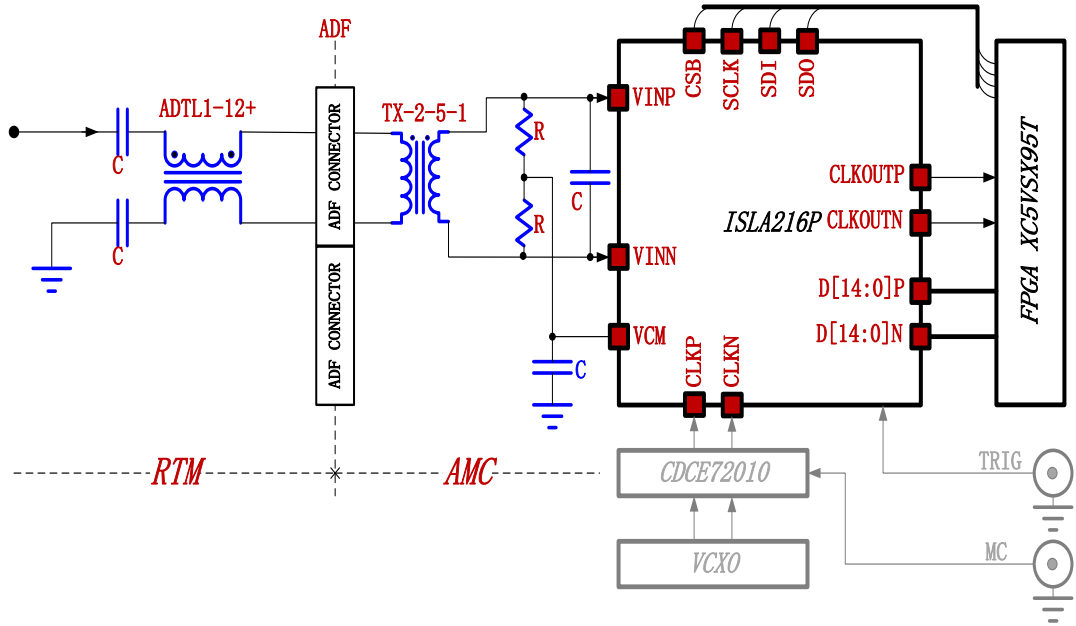 ADF
CSB
SCLK
SDI
SDO
ADTL1-12+
TX-2-5-1
VINP
C
R
ADF CONNECTOR
CLKOUTP
C
R
ISLA216P
CLKOUTN
FPGA XC5VSX95T
C
VINN
D[14:0]P
ADF CONNECTOR
VCM
D[14:0]N
CLKP
CLKN
C
RTM
AMC
CDCE72010
TRIG
VCXO
MC